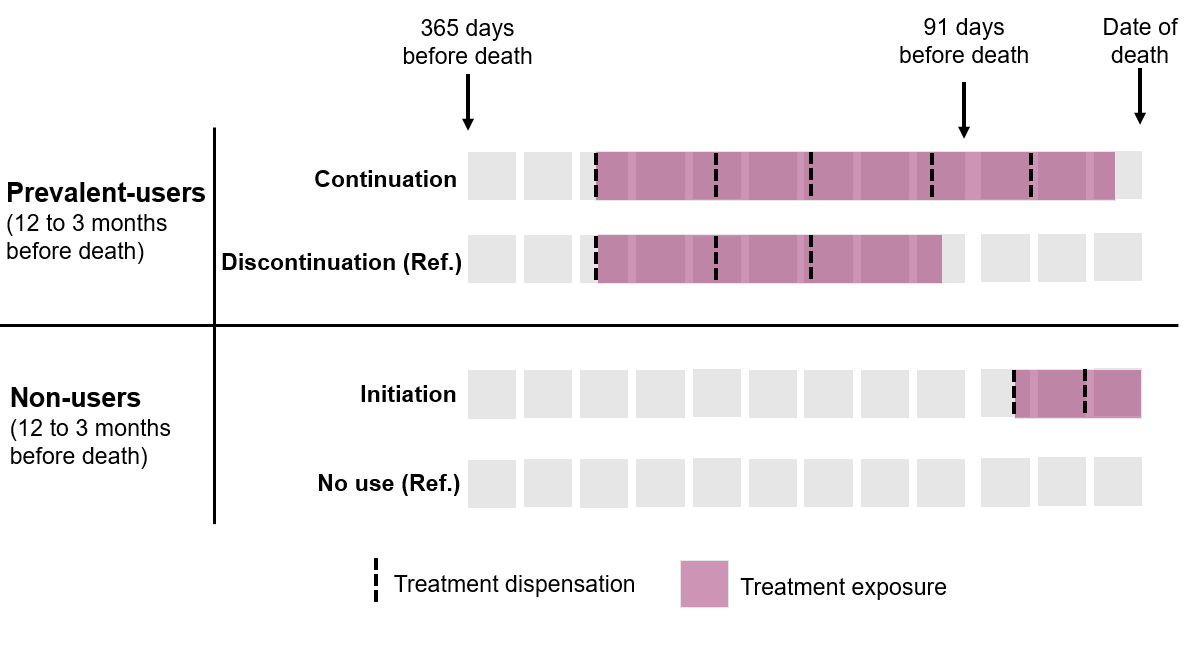 365 days
before death
91 days
before death
Date of
death
Prevalent-users
(12 to 3 months
before death)
Continuation
Discontinuation (Ref.)
Non-users
(12 to 3 months
before death)
Initiation
No use (Ref.)
Treatment dispensation
Treatment exposure